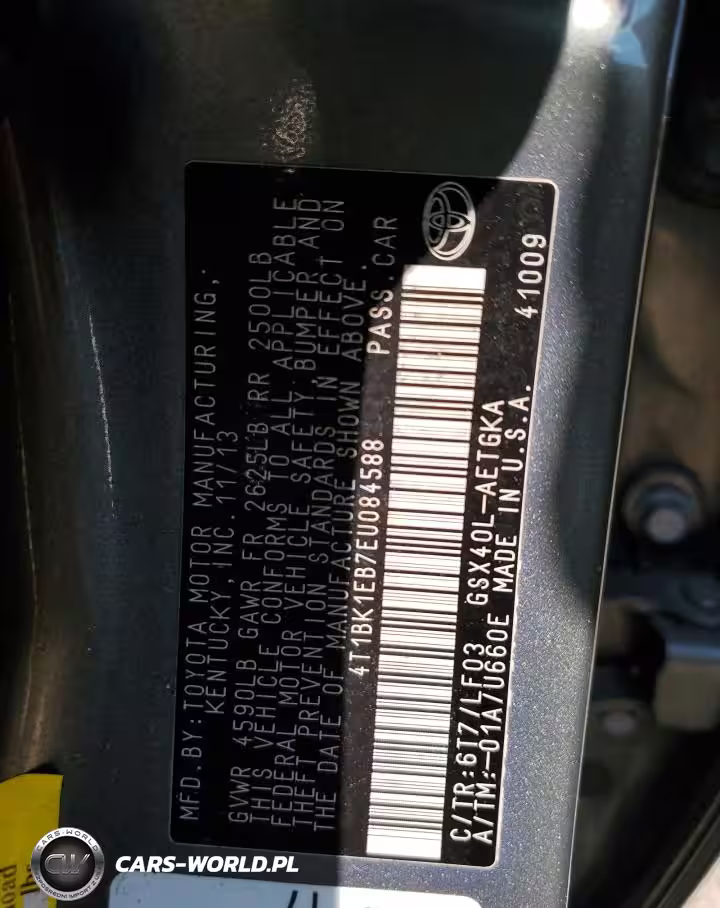 MFD.BY:TOYOTA MOTOR MANUFACTURING,
KENTUCKY, INC. 11/13
GVWR 4590LB GAWR FR 2625LB RR 2500LB
THIS VEHICLE CONFORMS TO ALL APPLICABLE
FEDERAL MOTOR VEHICLE SAFETY, BUMPER, AND
THEFT PREVENTION STANDARDS IN EFFECT ON
THE DATE OF MANUFACTURE SHOWN ABOVE.
4T1BK1EB7EU084588 PASS. CAR
C/TR:6T7/LF03 GSX40L-AETGKA
A/TM:-01A/U660E MADE IN U.S.A.
41009
CARS-WORLD
CW
CARS-WORLD.PL